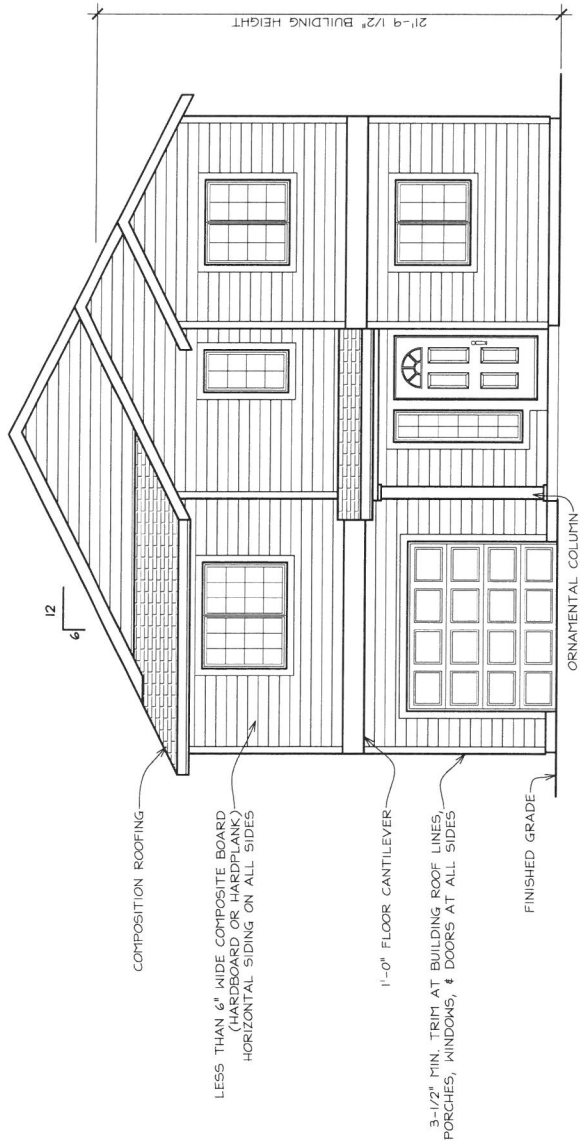 21'-9 1/2" BUILDING HEIGHT
12
6
COMPOSITION ROOFING
LESS THAN 6" WIDE COMPOSITE BOARD
(HARDBOARD OR HARDPLANK)
HORIZONTAL SIDING ON ALL SIDES
1'-0" FLOOR CANTILEVER
3-1/2" MIN. TRIM AT BUILDING ROOF LINES,
PORCHES, WINDOWS, & DOORS AT ALL SIDES
FINISHED GRADE
ORNAMENTAL COLUMN